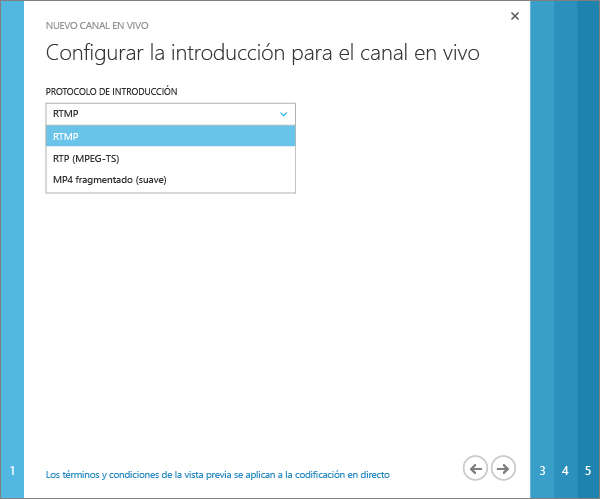 NUEVO CANAL EN VIVO
Configurar la introducción para el canal en vivo
PROTOCOLO DE INTRODUCCIÓN
RTMP
RTMP
RTP (MPEG-TS)
MP4 fragmentado (suave)
Los términos y condiciones de la vista previa se aplican a la codificación en directo
1
3
4
5